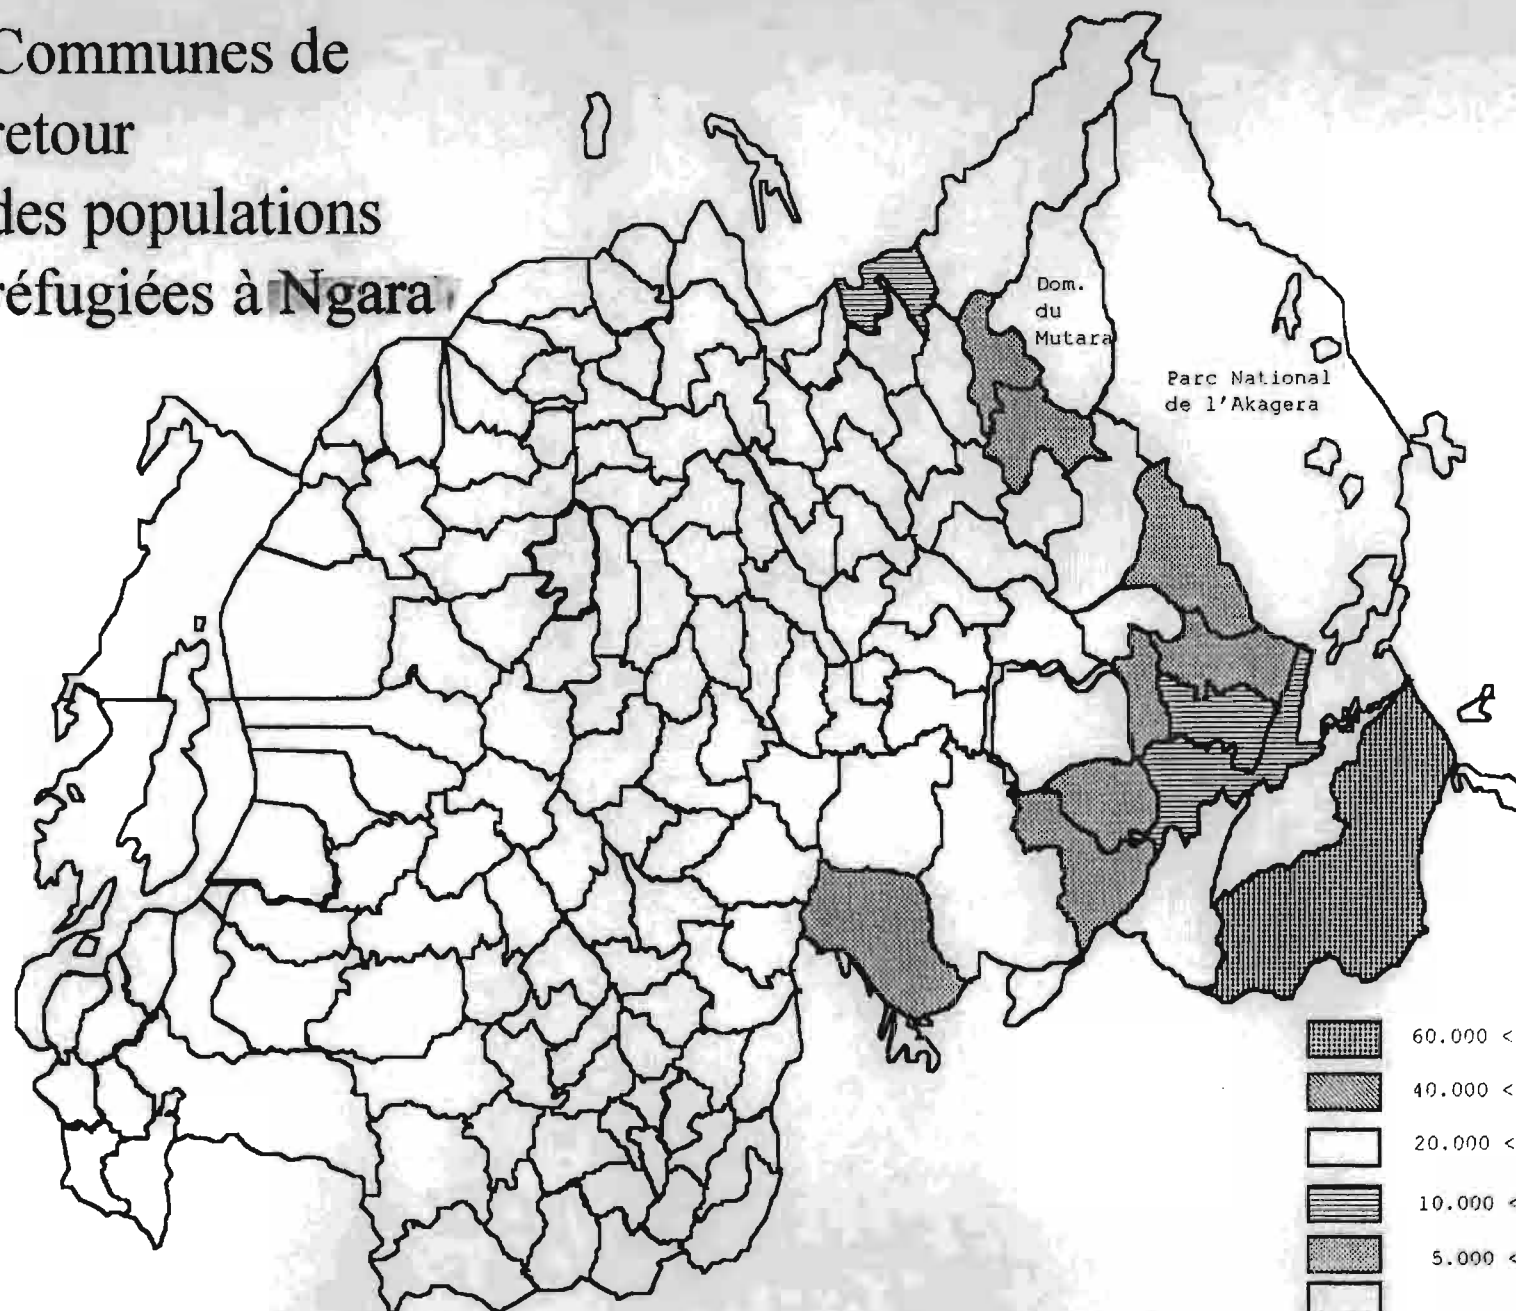 Communes de
retour
des populations
réfugiées à Ngara
Dom.
du
Mutara
Parc National
de l'Akagera
60.000 <
40.000 <
20.000 <
10.000 <
5.000 <